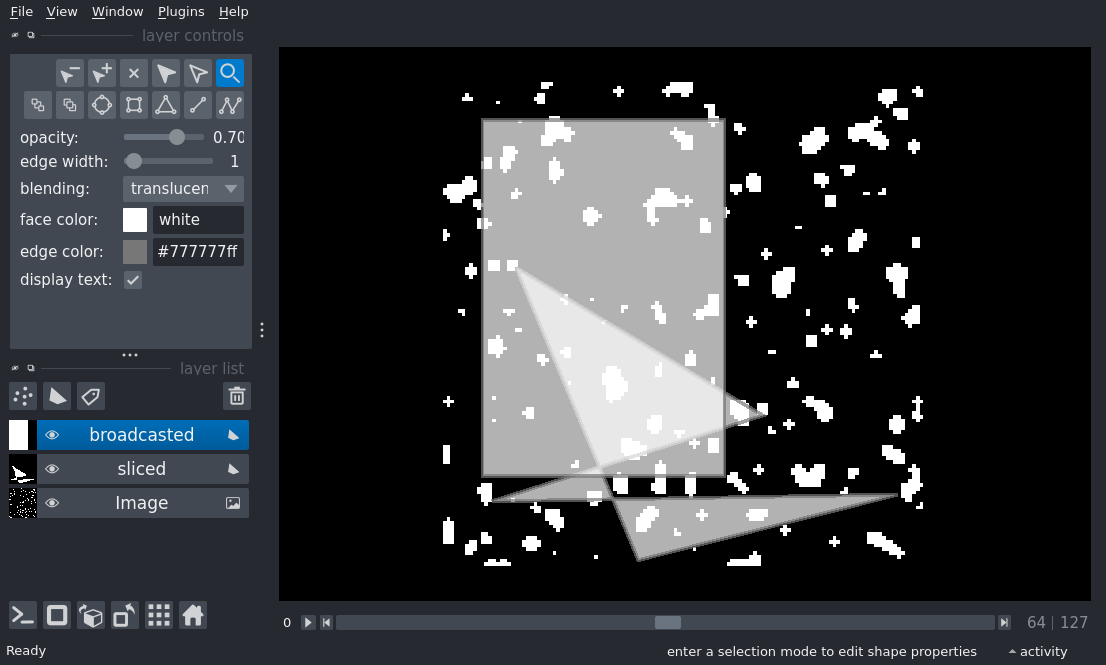 File View Window Plugins Help
layer controls
opacity: 0.70
edge width: 1
blending: translucen
face color: white
edge color: #777777ff
display text:
layer list
broadcasted
sliced
Image
0 64 | 127
Ready enter a selection mode to edit shape properties activity